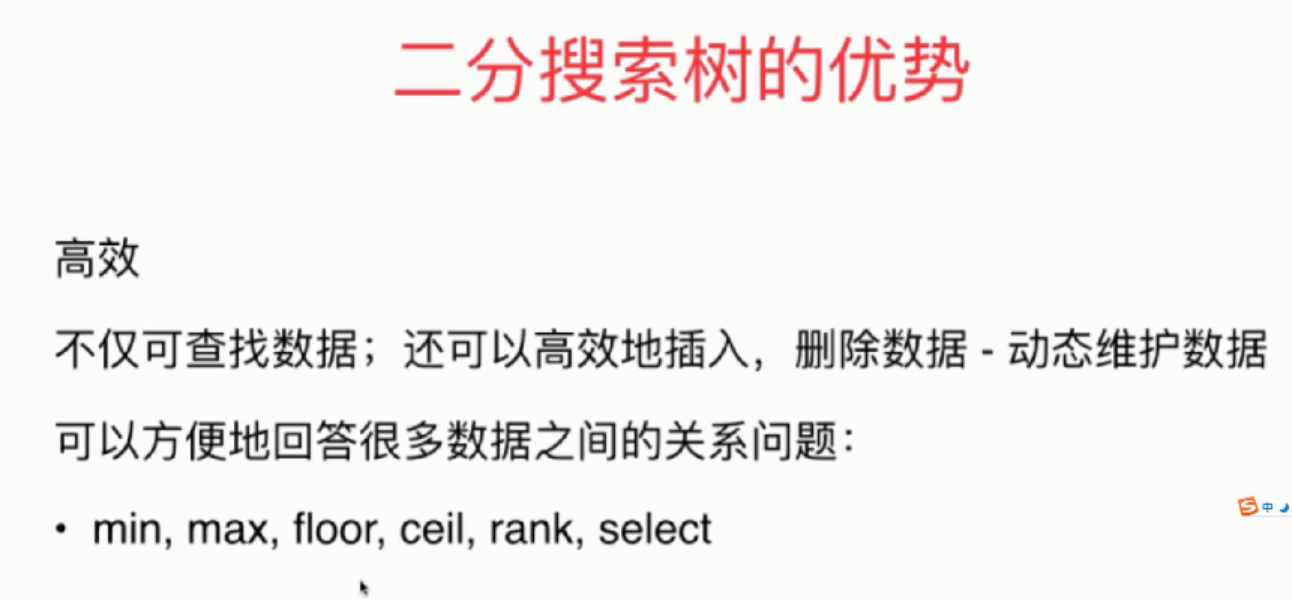 二分搜索树的优势
高效
不仅可查找数据；还可以高效地插入，删除数据 - 动态维护数据
可以方便地回答很多数据之间的关系问题：
• min, max, floor, ceil, rank, select
S 中